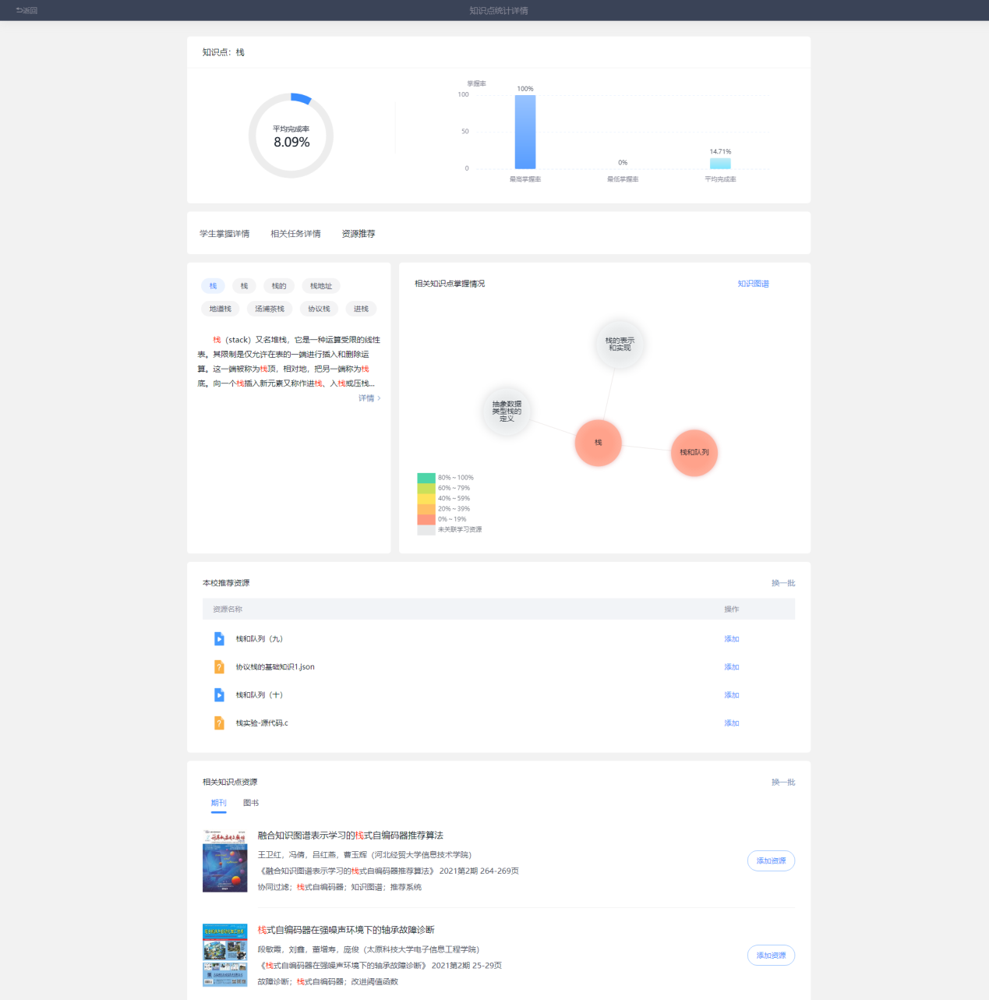 返回
知识点统计详情
知识点：栈
平均完成率
8.09%
掌握率
100
50
0
100%
0%
14.71%
最高掌握率
最低掌握率
平均完成率
学生掌握详情
相关任务详情
资源推荐
栈
栈
栈的
栈地址
地道栈
汤浦茶栈
协议栈
进栈
栈（stack）又名堆栈，它是一种运算受限的线性
表。其限制是仅允许在表的一端进行插入和删除运
算。这一端被称为栈顶，相对地，把另一端称为栈
底。向一个栈插入新元素又称作进栈、入栈或压栈...
详情 >
相关知识点掌握情况
知识图谱
栈的表示
和实现
抽象数据
类型栈的
定义
栈
栈和队列
80%～100%
60%～79%
40%～59%
20%～39%
0%～19%
未关联学习资源
本校推荐资源
换一批
资源名称
操作
栈和队列（九）
添加
协议栈的基础知识1.json
添加
栈和队列（十）
添加
栈实验-源代码.c
添加
相关知识点资源
换一批
期刊
图书
融合知识图谱表示学习的栈式自编码器推荐算法
王卫红，冯倩，吕红燕，曹玉辉（河北经贸大学信息技术学院）
《融合知识图谱表示学习的栈式自编码器推荐算法》 2021第2期 264-269页
协同过滤；栈式自编码器；知识图谱；推荐系统
添加资源
栈式自编码器在强噪声环境下的轴承故障诊断
段敏霞，刘鑫，董增寿，庞俊（太原科技大学电子信息工程学院）
《栈式自编码器在强噪声环境下的轴承故障诊断》 2021第2期 25-29页
故障诊断；栈式自编码器；改进阈值函数
添加资源